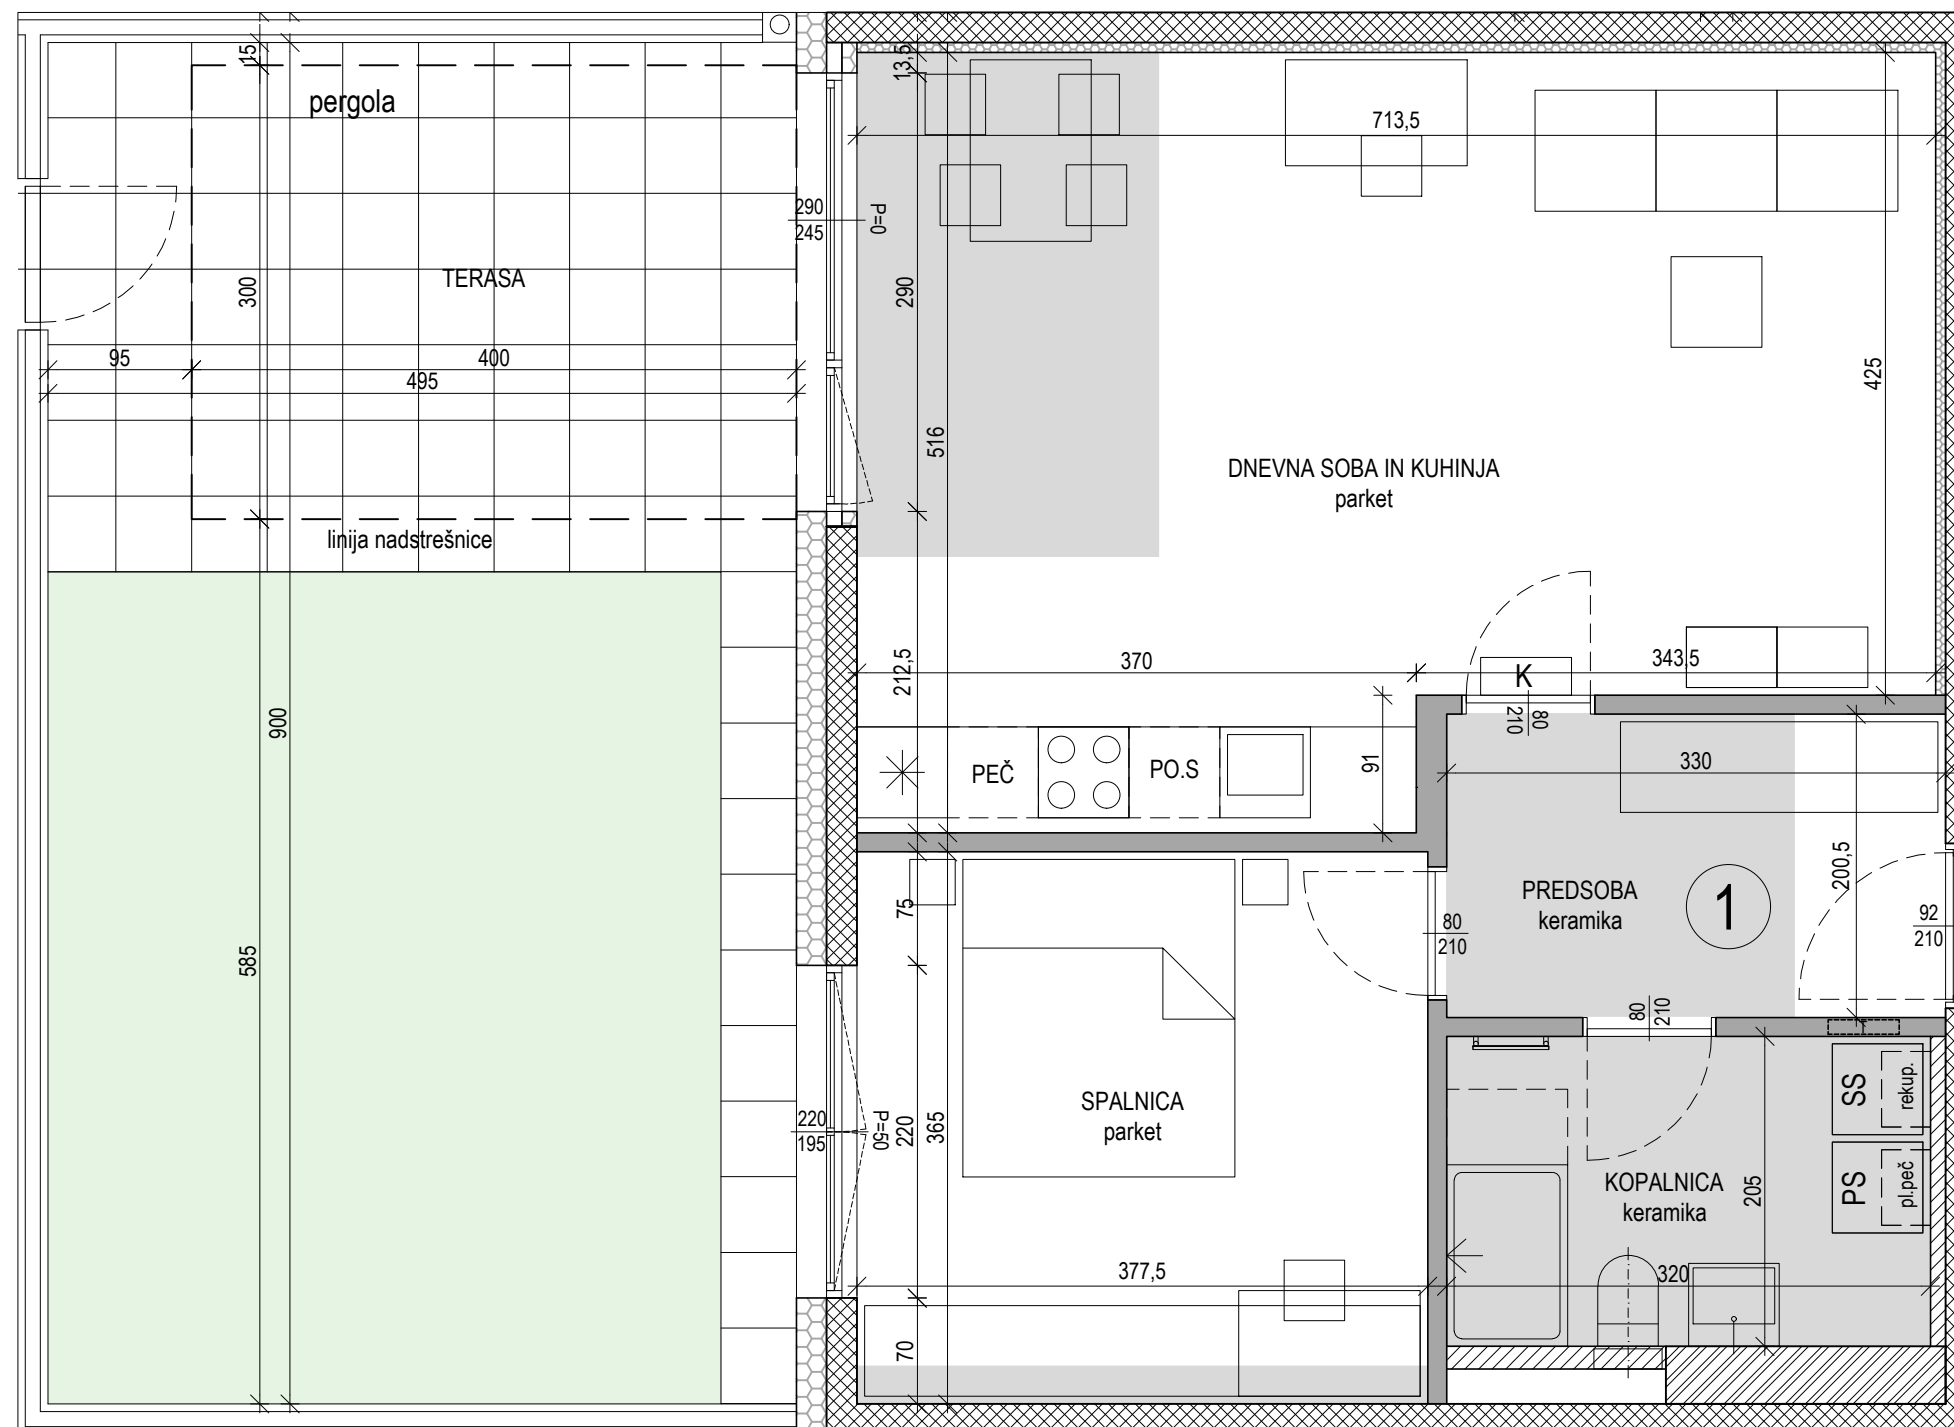 15
pergola
13,5
713,5
290
245
P=0
TERASA
300
290
95
400
495
425
516
DNEVNA SOBA IN KUHINJA
parket
linija nadstrešnice
370
343,5
K
80
210
212,5
900
91
PEČ
PO.S
330
200,5
PREDSOBA
keramika
1
75
80
210
92
210
585
80
210
SS
rekup.
SPALNICA
parket
220
195
P=50
220
365
PS
pl.peč
KOPALNICA
keramika
205
377,5
320
70